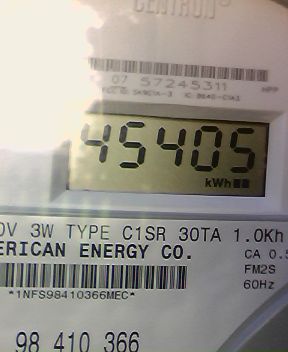 CENTRON®
07 57245311
45405
kWh
0V 3W TYPE C1SR 30TA 1.0Kh
ERICAN ENERGY CO.
CA 0.5
FM2S
60Hz
*1NFS98410366MEC*
98 410 366